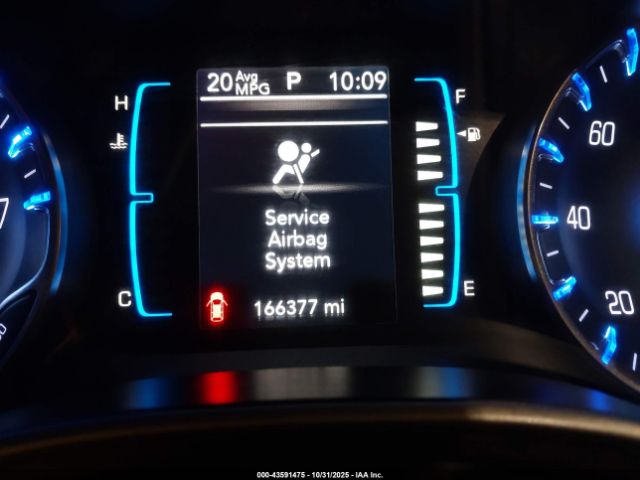 20 Avg MPG P 10:09
H
F
60
7
Service
Airbag
System
40
C
E
20
166377 mi
000-43591475 - 10/31/2025 - IAA Inc.